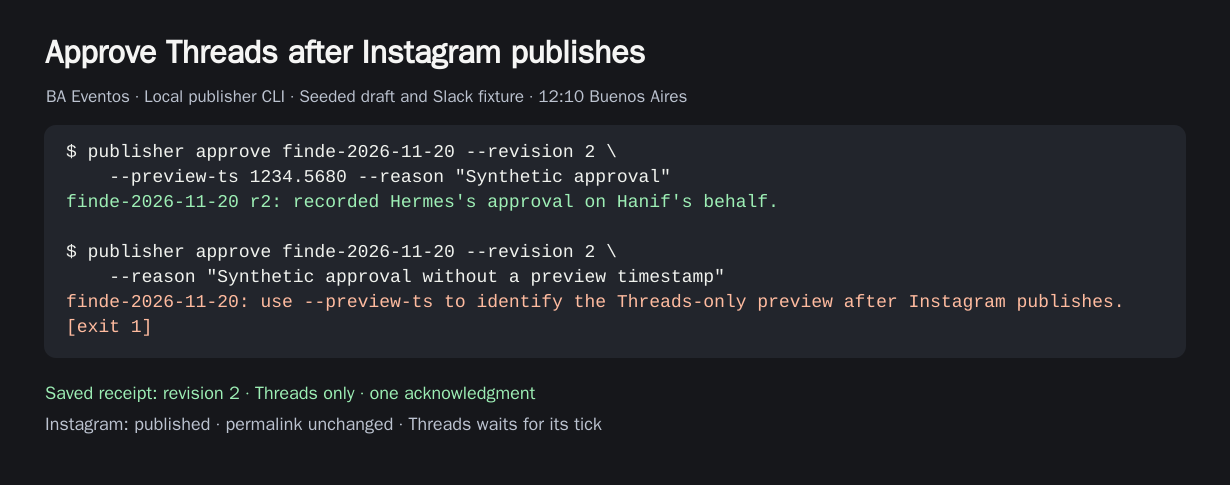 Approve Threads after Instagram publishes
BA Eventos · Local publisher CLI · Seeded draft and Slack fixture · 12:10 Buenos Aires
$ publisher approve finde-2026-11-20 --revision 2 \
    --preview-ts 1234.5680 --reason "Synthetic approval"
finde-2026-11-20 r2: recorded Hermes's approval on Hanif's behalf.
$ publisher approve finde-2026-11-20 --revision 2 \
    --reason "Synthetic approval without a preview timestamp"
finde-2026-11-20: use --preview-ts to identify the Threads-only preview after Instagram publishes.
[exit 1]
Saved receipt: revision 2 · Threads only · one acknowledgment
Instagram: published · permalink unchanged · Threads waits for its tick